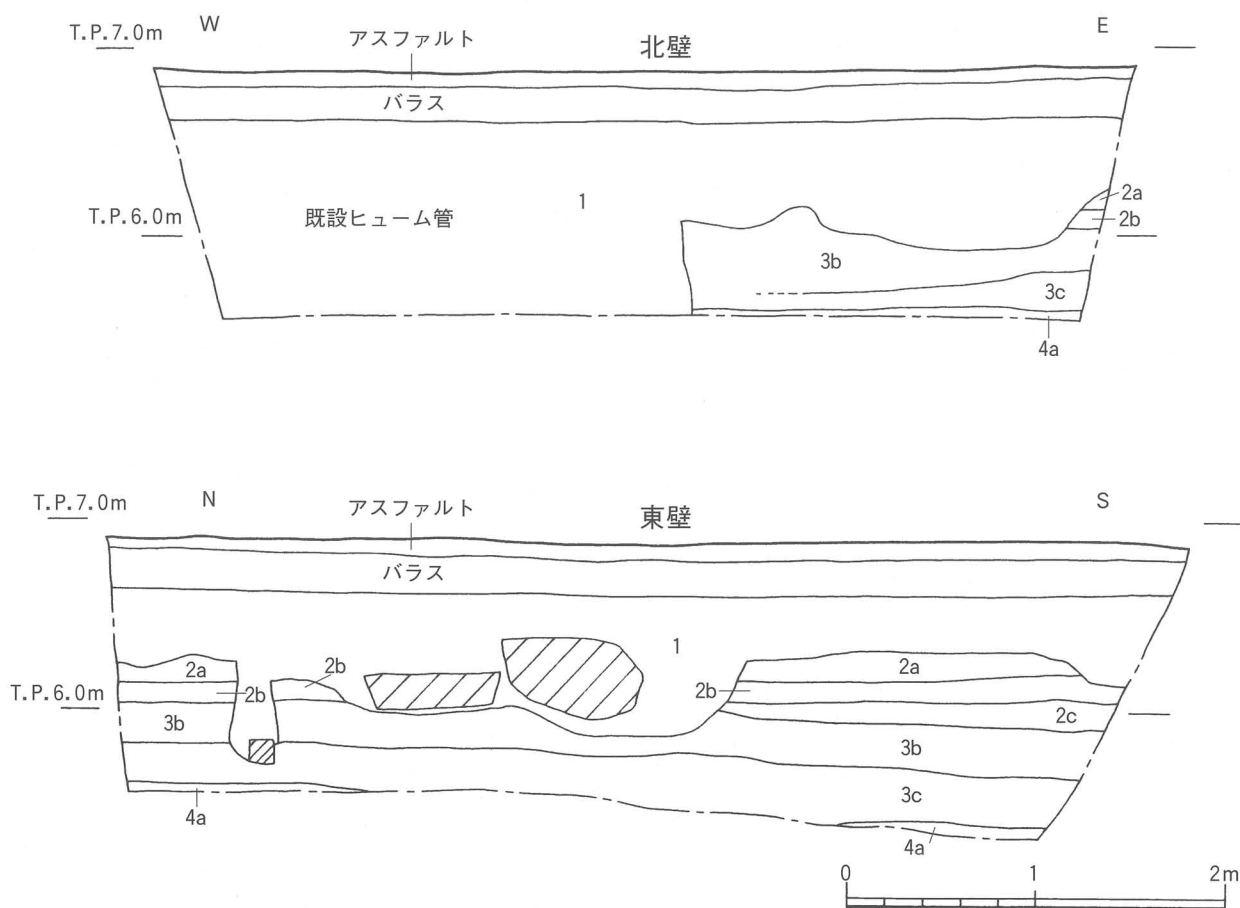 T.P.7.0m W 北壁 E
アスファルト
バラス
T.P.6.0m 既設ヒューム管 1 2a
2b
3b
3c
4a
T.P.7.0m N 東壁 S
アスファルト
バラス
1
2a 2b 2a
T.P.6.0m 2b 2b
2c
3b 3b
3c
4a 4a
0 1 2m